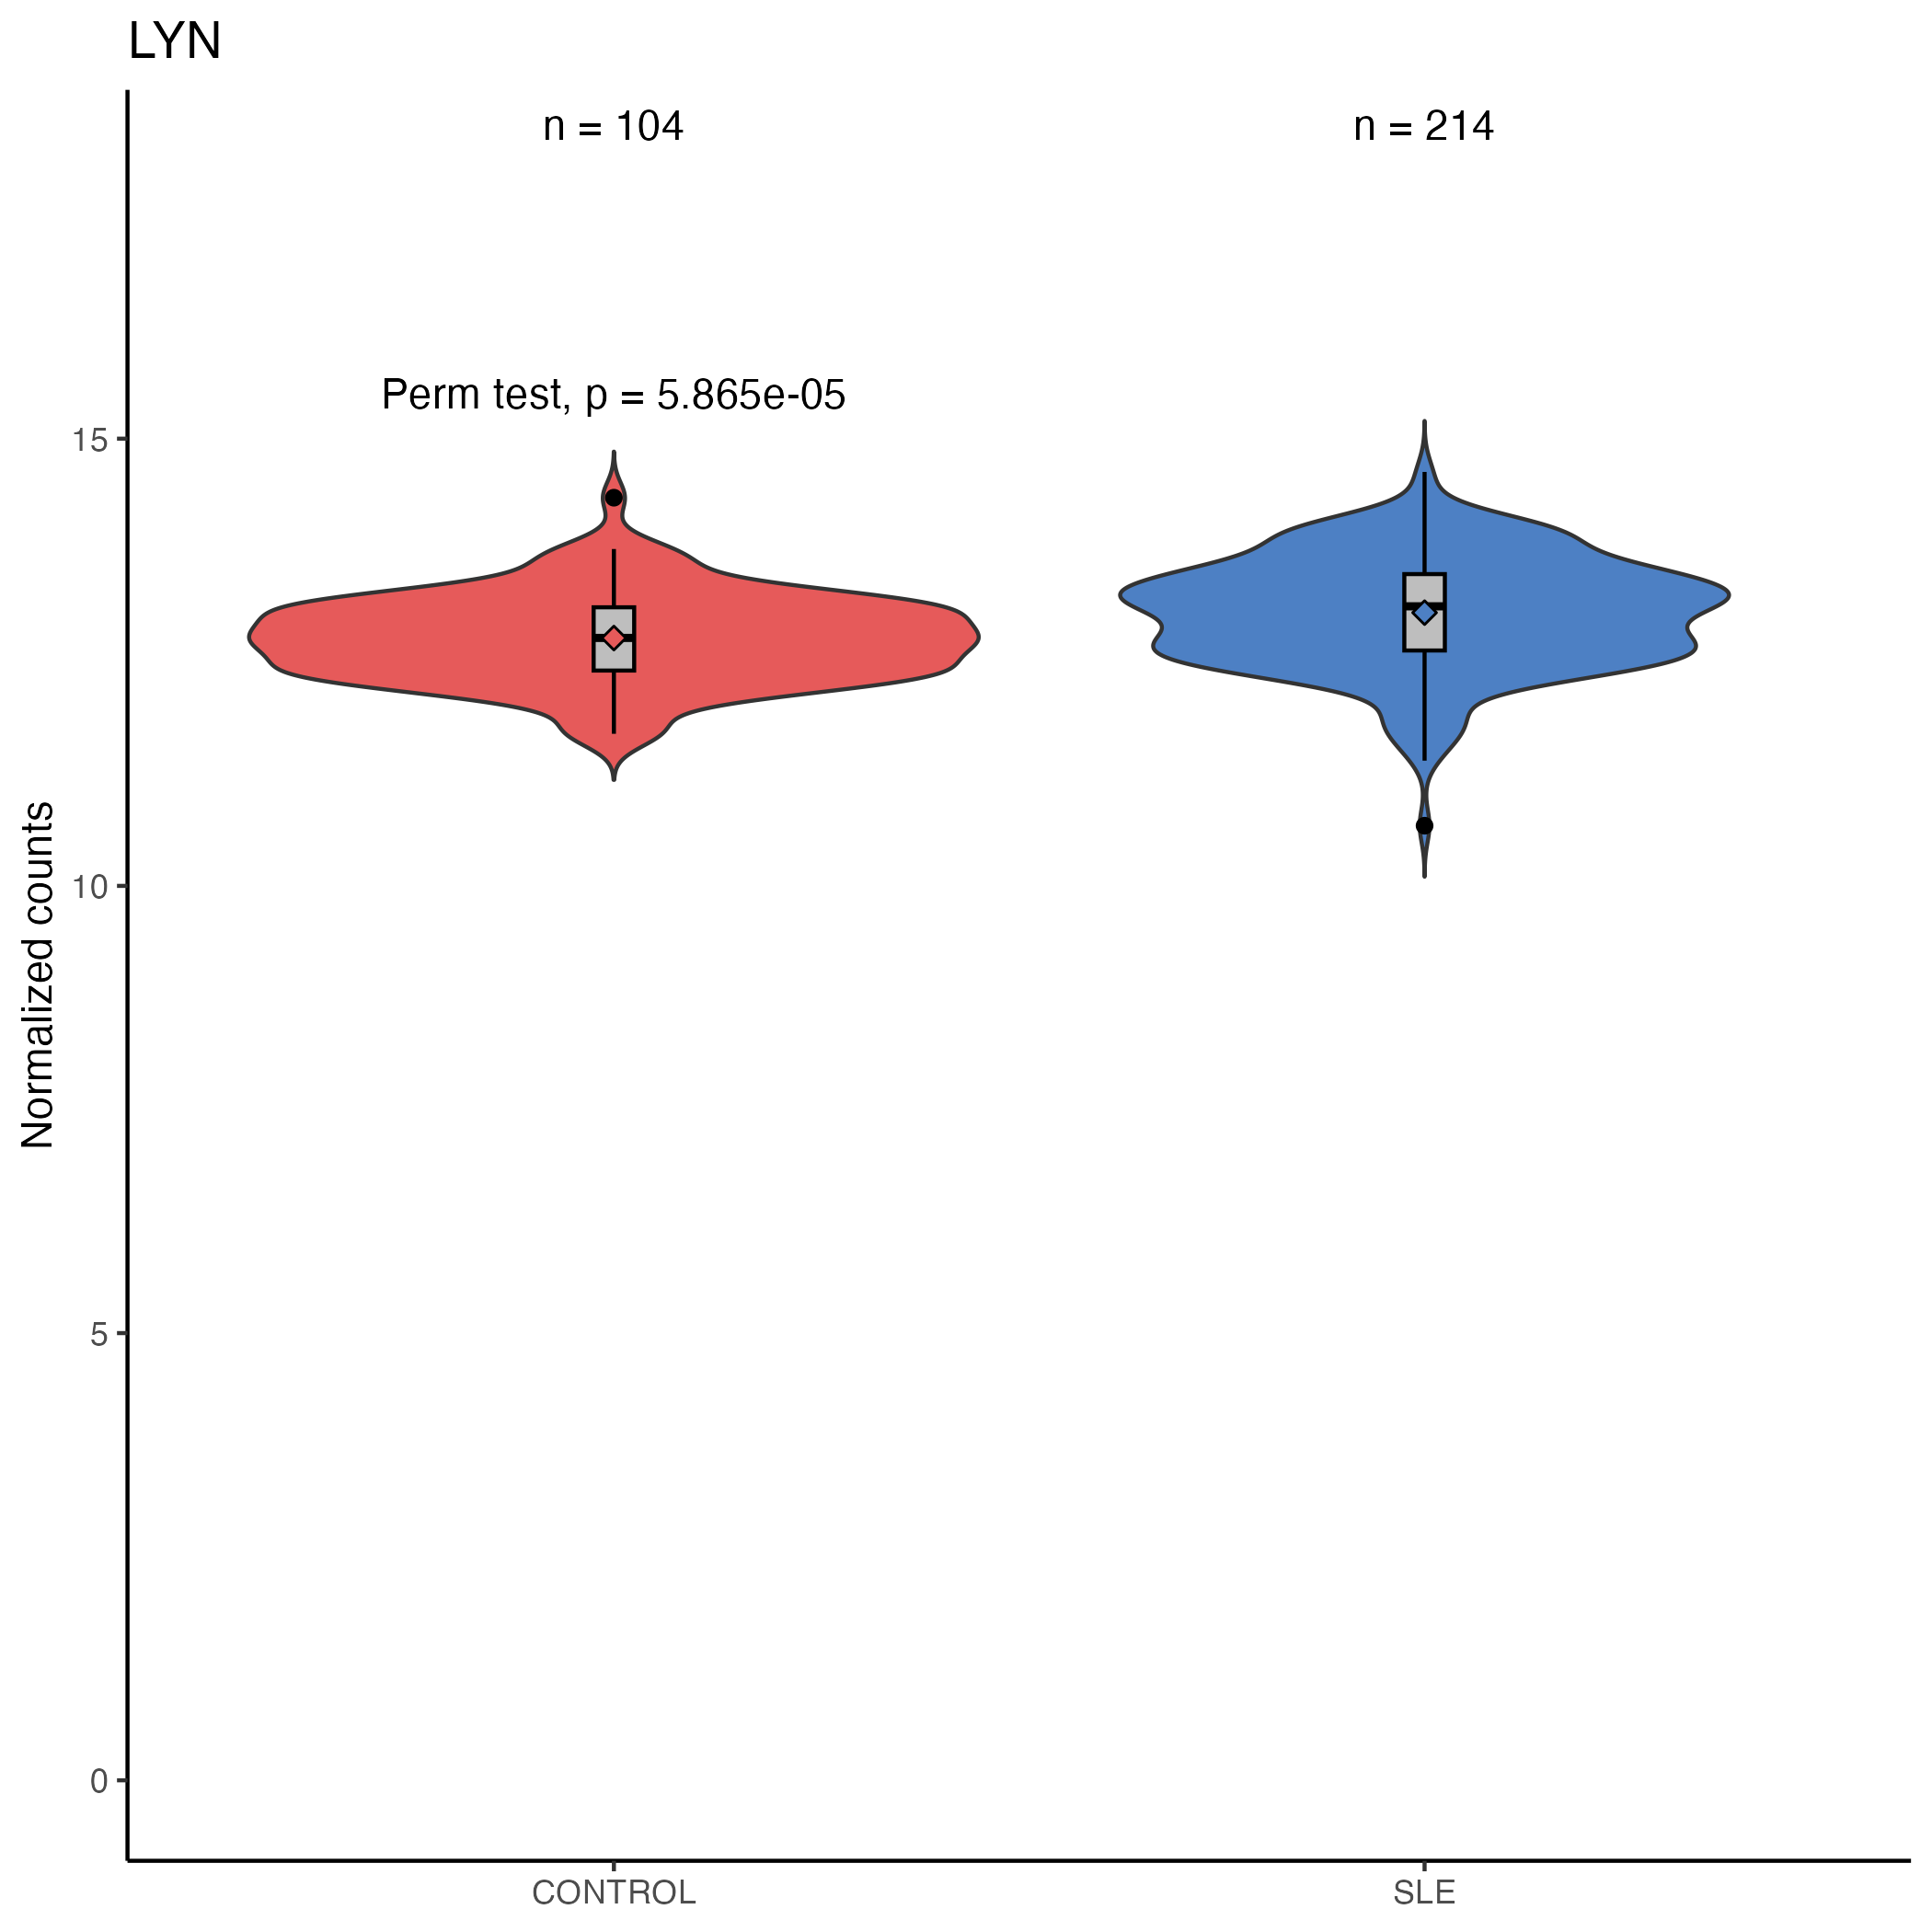 LYN
n = 104
n = 214
Perm test, p = 5.865e-05
15
10
5
0
Normalized counts
CONTROL
SLE